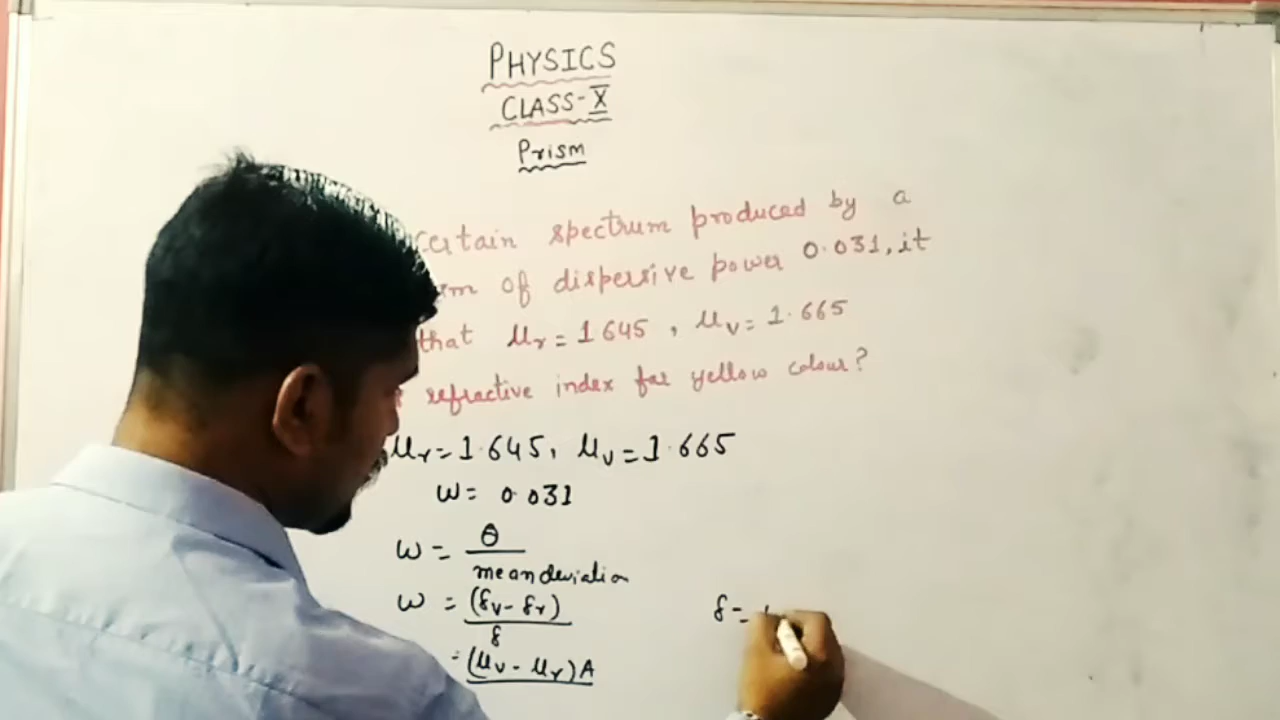 PHYSICS
CLASS-X
Prism
certain spectrum produced by a
of dispersive power 0.031, it
that μr = 1.645, μv = 1.665
refractive index for yellow colour?
μr = 1.645, μv = 1.665
ω = 0.031
ω = θ / mean deviation
ω = (δv - δr) / δ
= (μv - μr) A
δ =